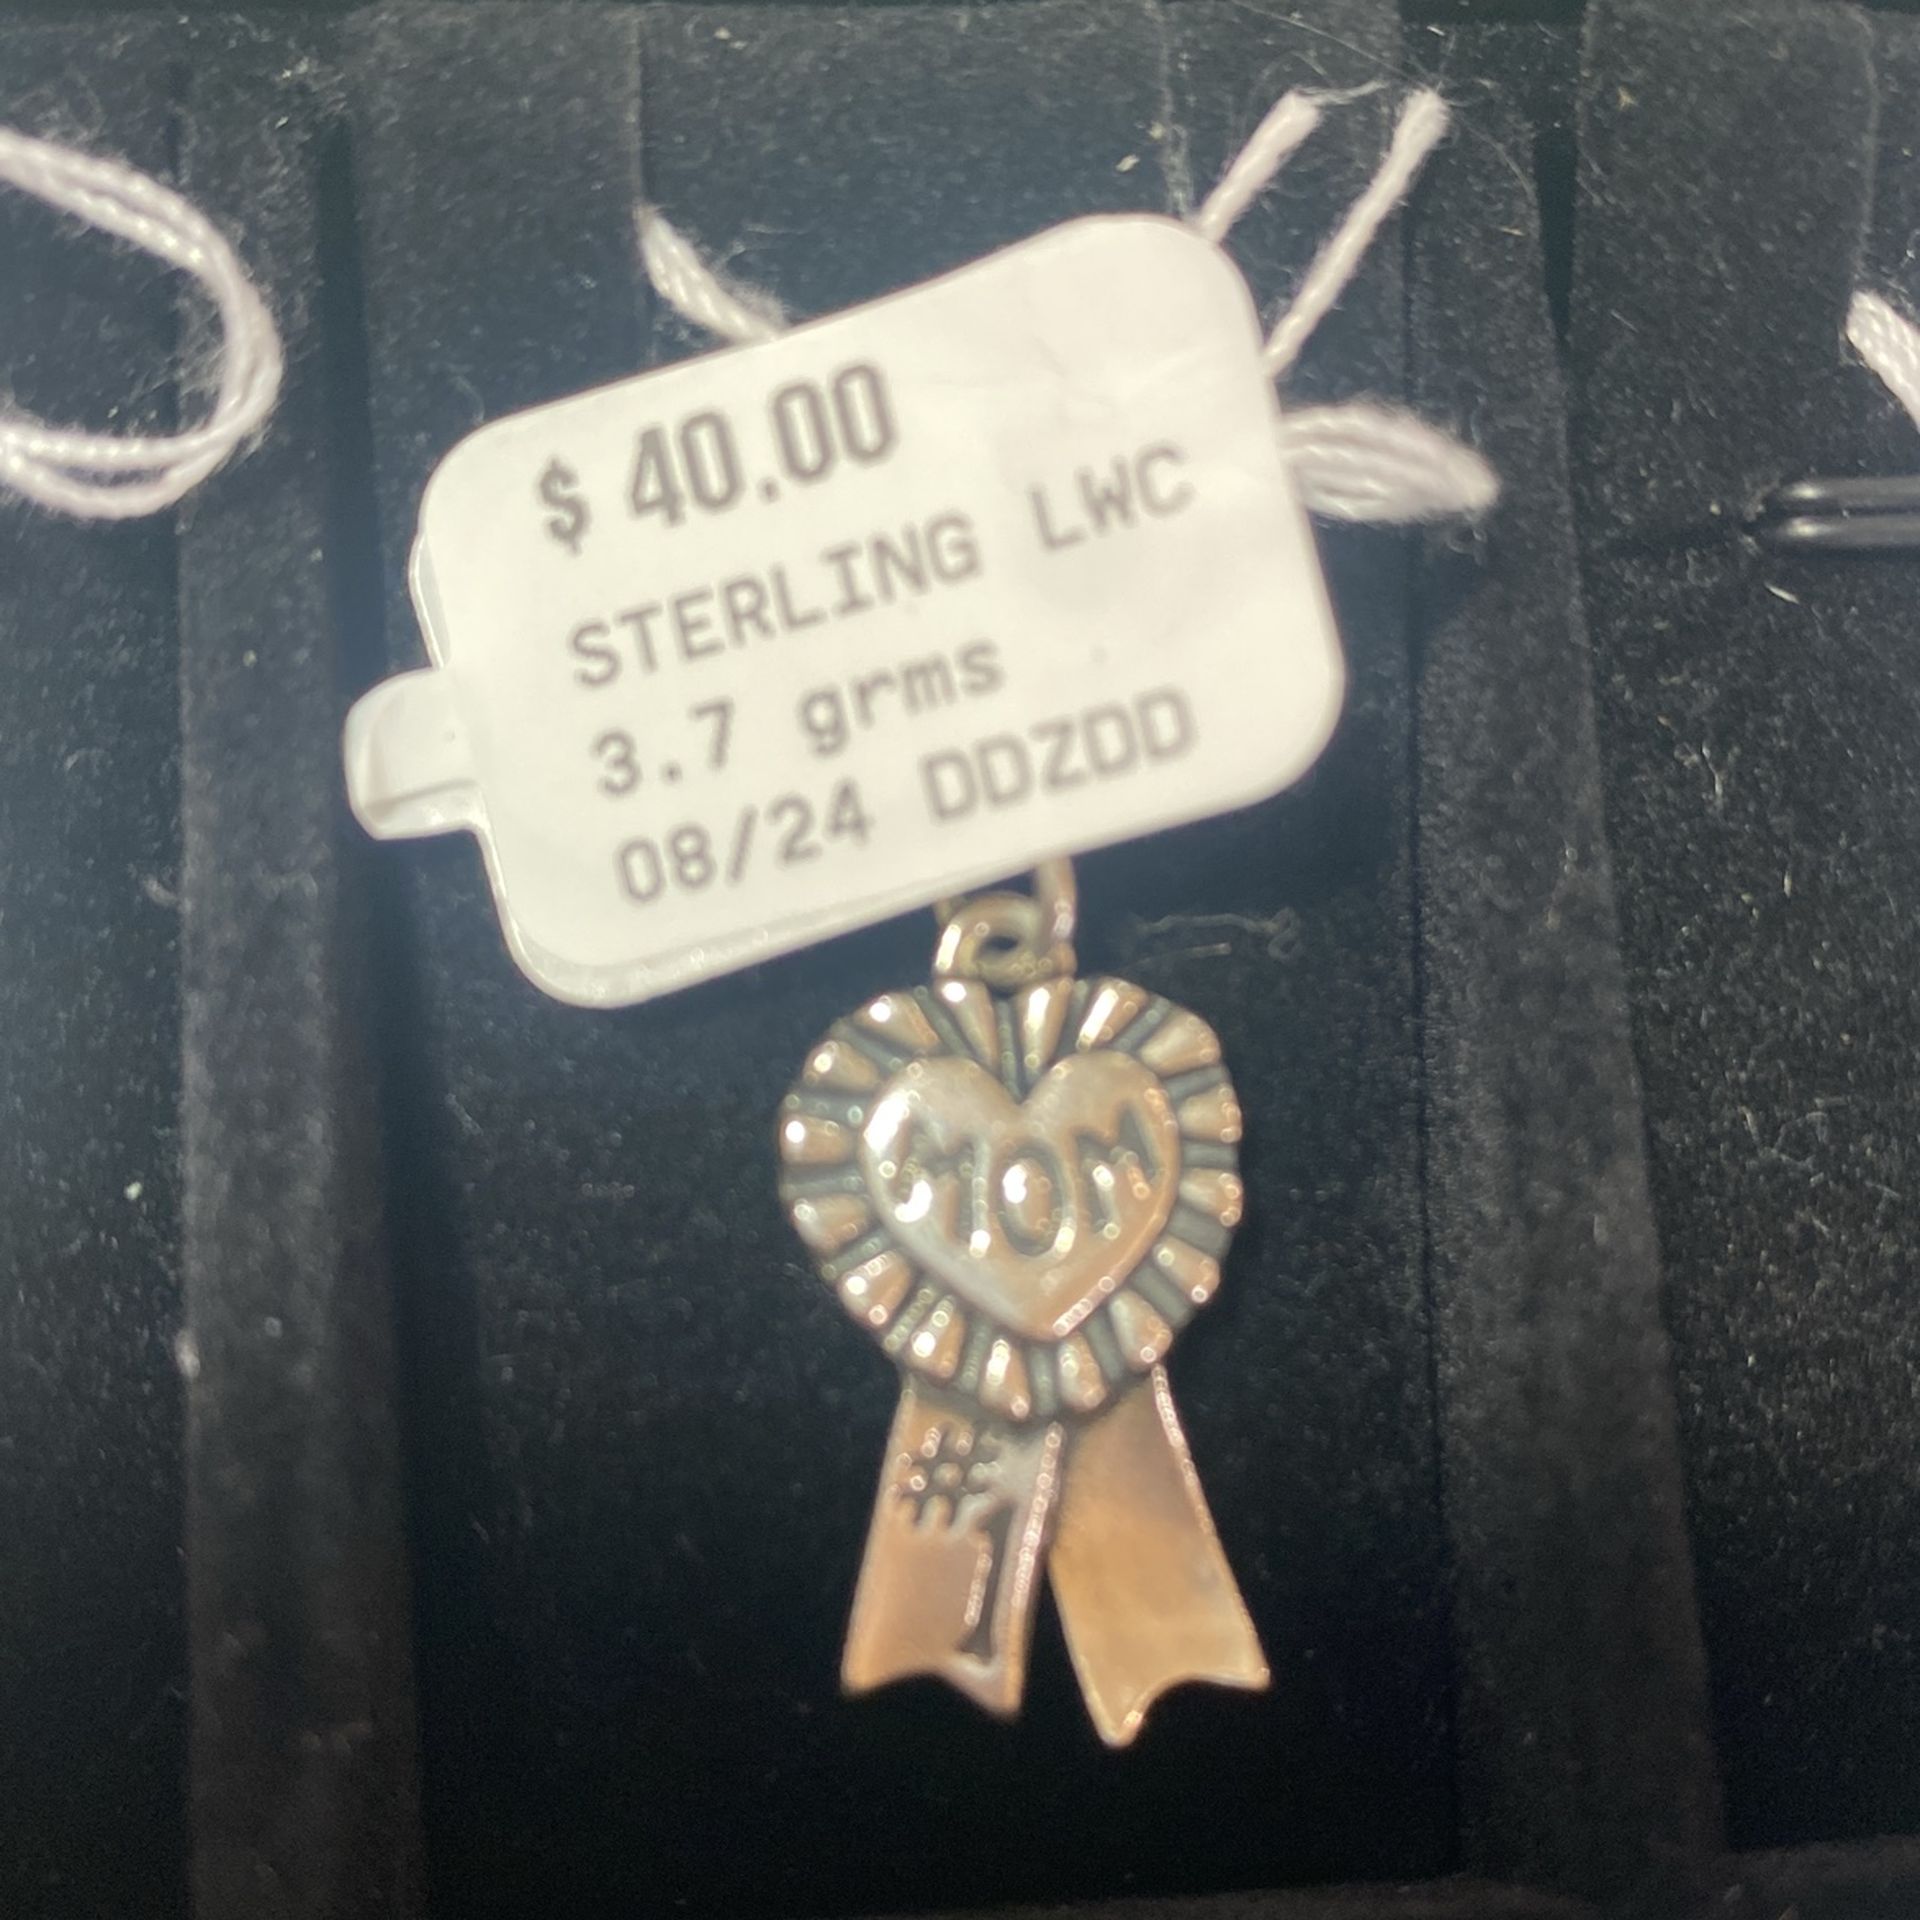 $ 40.00
STERLING LWC
3.7 grms
08/24 DDZDD
MOM
#1